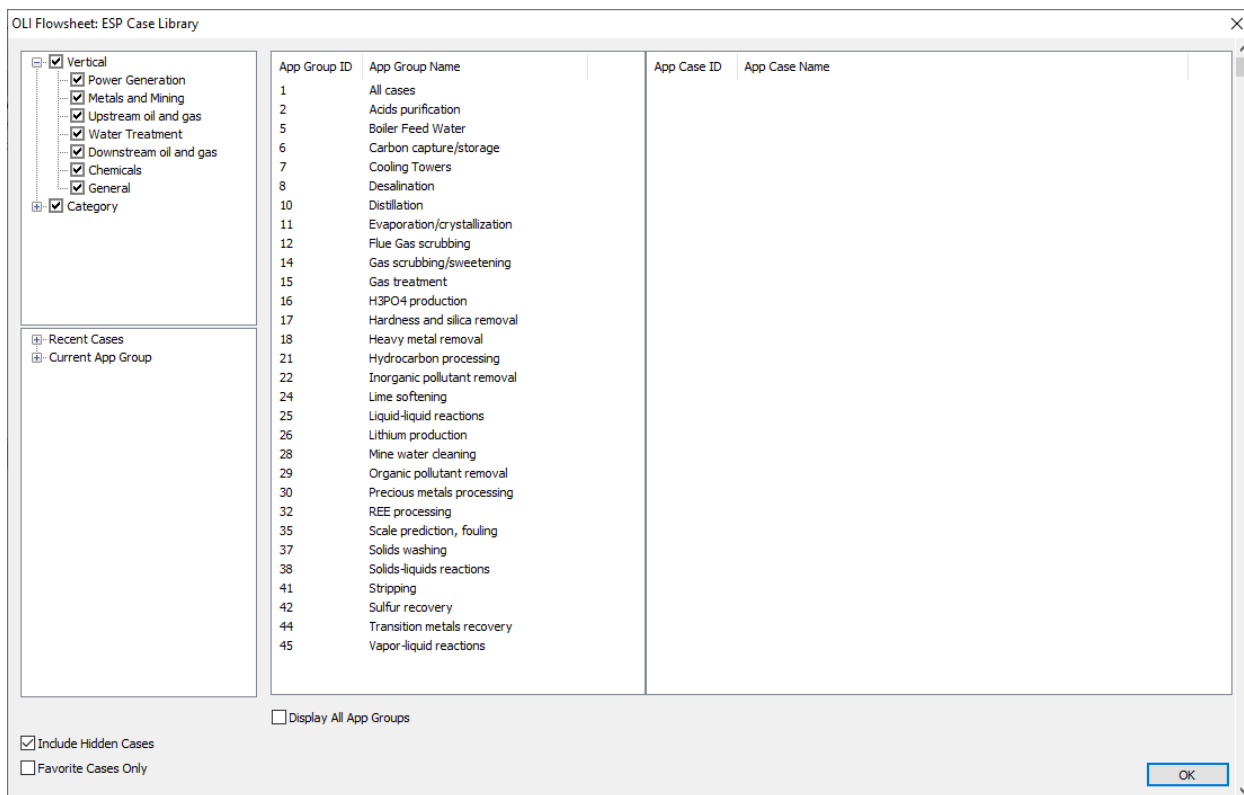 OLI Flowsheet: ESP Case Library
Vertical
Power Generation
Metals and Mining
Upstream oil and gas
Water Treatment
Downstream oil and gas
Chemicals
General
Category
Recent Cases
Current App Group
App Group ID App Group Name
1 All cases
2 Acids purification
5 Boiler Feed Water
6 Carbon capture/storage
7 Cooling Towers
8 Desalination
10 Distillation
11 Evaporation/crystallization
12 Flue Gas scrubbing
14 Gas scrubbing/sweetening
15 Gas treatment
16 H3PO4 production
17 Hardness and silica removal
18 Heavy metal removal
21 Hydrocarbon processing
22 Inorganic pollutant removal
24 Lime softening
25 Liquid-liquid reactions
26 Lithium production
28 Mine water cleaning
29 Organic pollutant removal
30 Precious metals processing
32 REE processing
35 Scale prediction, fouling
37 Solids washing
38 Solids-liquids reactions
41 Stripping
42 Sulfur recovery
44 Transition metals recovery
45 Vapor-liquid reactions
App Case ID App Case Name
Display All App Groups
Include Hidden Cases
Favorite Cases Only
OK